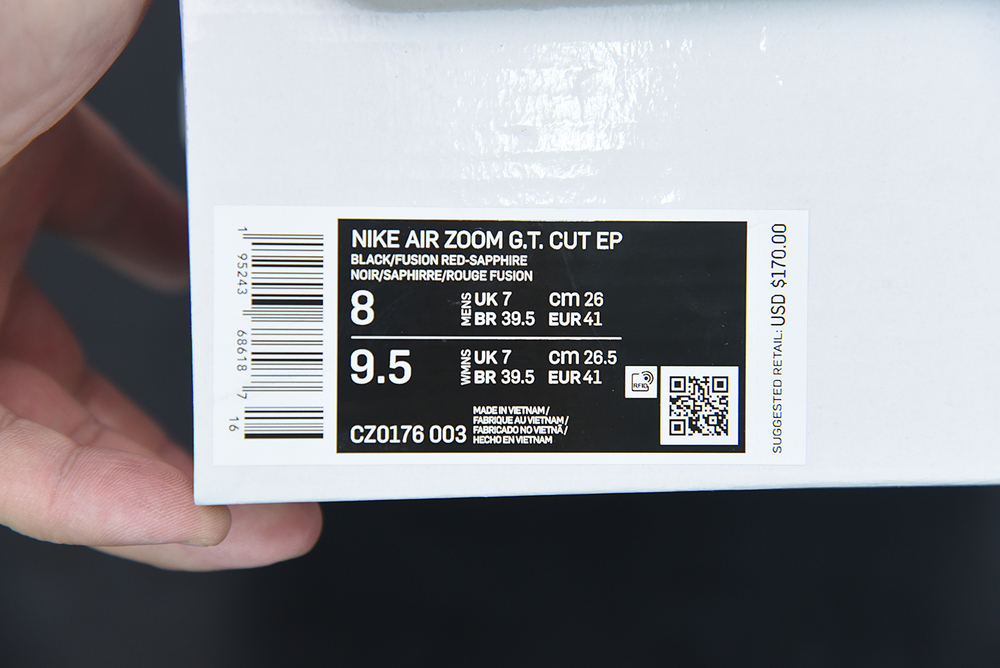 NIKE AIR ZOOM G.T. CUT EP
BLACK/FUSION RED-SAPPHIRE
NOIR/SAPHIRRE/ROUGE FUSION
8
MENS
UK 7 cm 26
BR 39.5 EUR 41
9.5
WMNS
UK 7 cm 26.5
BR 39.5 EUR 41
RFID
CZ0176 003
MADE IN VIETNAM /
FABRIQUE AU VIETNAM /
FABRICADO NO VIETNÃ /
HECHO EN VIETNAM
1 95243 68618 7 16
SUGGESTED RETAIL: USD $170.00